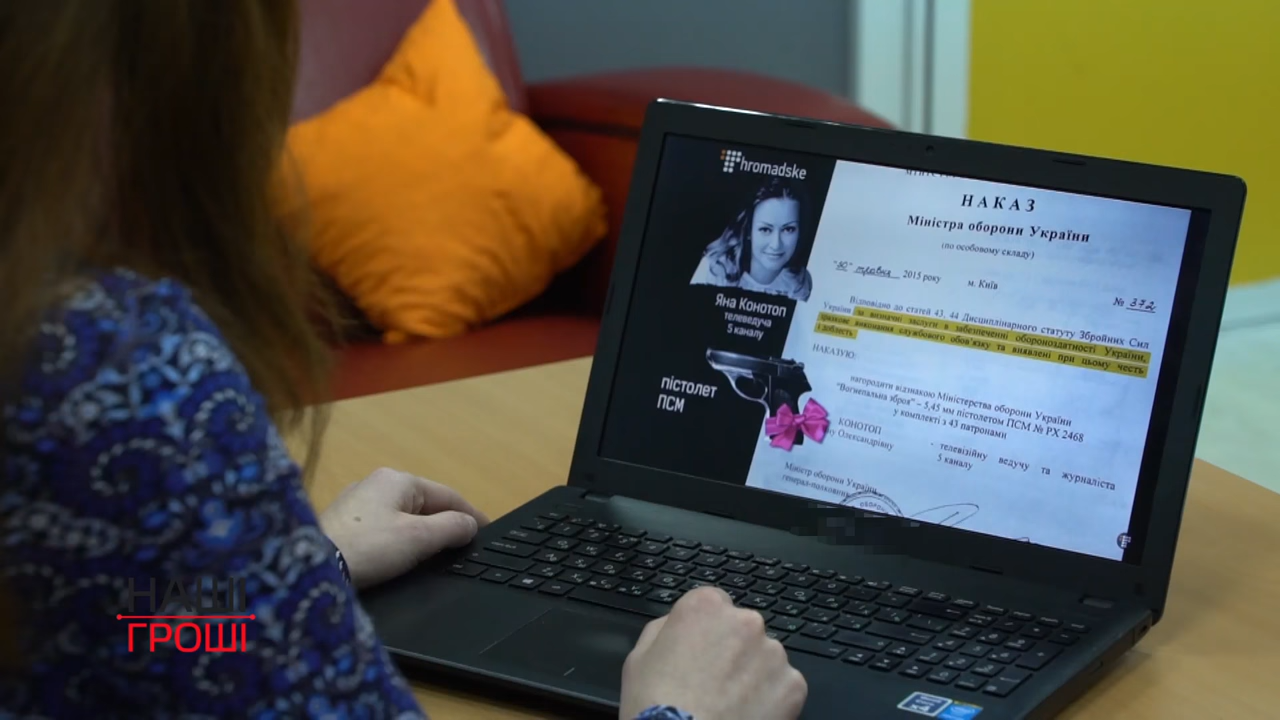 hromadske
Яна Конотоп
телеведуча
5 каналу
пістолет
ПСМ
НАКАЗ
Міністра оборони України
(по особовому складу)
"30" травня 2015 року м. Київ № 372
Відповідно до статей 43, 44 Дисциплінарного статуту Збройних Сил
України за визначні заслуги в забезпеченні обороноздатності України,
виконання службового обов'язку та виявлені при цьому честь
і доблесть
НАКАЗУЮ:
нагородити відзнакою Міністерства оборони України
"Вогнепальна зброя" – 5,45 мм пістолетом ПСМ № РХ 2468
у комплекті з 43 патронами
КОНОТОП - телевізійну ведучу та журналіста
Олександрівну 5 каналу
Міністр оборони України
генерал-полковник
НАШІ
ГРОШІ